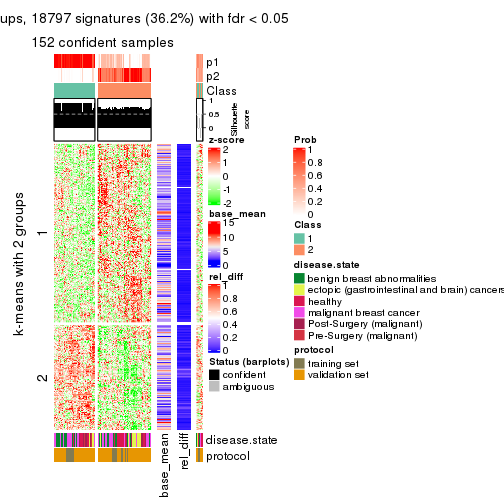 ups, 18797 signatures (36.2%) with fdr < 0.05
152 confident samples
p1
p2
Class
1
0.5
0
Silhouette
score
k-means with 2 groups
1
2
z-score
2
1
0
-1
-2
base_mean
15
10
5
0
rel_diff
1
0.8
0.6
0.4
0.2
0
Status (barplots)
confident
ambiguous
Prob
1
0.8
0.6
0.4
0.2
0
Class
1
2
disease.state
benign breast abnormalities
ectopic (gastrointestinal and brain) cancers
healthy
malignant breast cancer
Post-Surgery (malignant)
Pre-Surgery (malignant)
protocol
training set
validation set
disease.state
protocol
base_mean
rel_diff